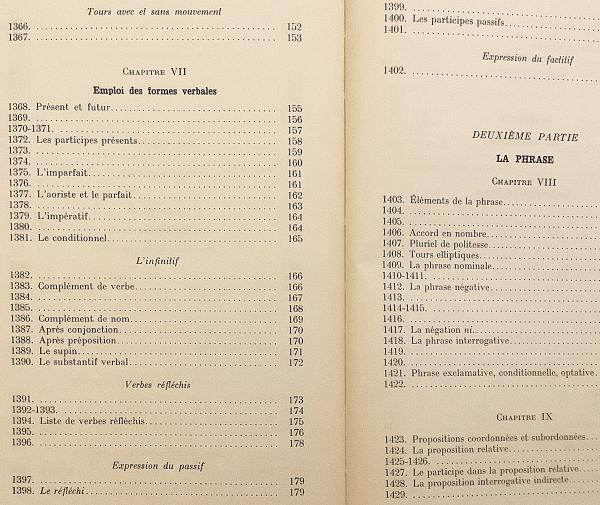 Tours avec et sans mouvement
1366. 152
1367. 153
Chapitre VII
Emploi des formes verbales
1368. Présent et futur 155
1369. 156
1370-1371. 157
1372. Les participes présents 158
1373. 159
1374. 160
1375. L'imparfait 161
1376. 161
1377. L'aoriste et le parfait 162
1378. 163
1379. L'impératif 164
1380. 164
1381. Le conditionnel 165
L'infinitif
1382. 166
1383. Complément de verbe 166
1384. 167
1385. 168
1386. Complément de nom 169
1387. Après conjonction 170
1388. Après préposition 170
1389. Le supin 171
1390. Le substantif verbal 172
Verbes réfléchis
1391. 173
1392-1393. 174
1394. Liste de verbes réfléchis 175
1395. 176
1396. 178
Expression du passif
1397. 179
1398. Le réfléchi 179
1399.
1400. Les participes passifs
1401.
Expression du factitif
1402.
DEUXIÈME PARTIE
LA PHRASE
Chapitre VIII
1403. Éléments de la phrase
1404.
1405.
1406. Accord en nombre
1407. Pluriel de politesse
1408. Tours elliptiques
1409. La phrase nominale
1410-1411.
1412. La phrase négative
1413.
1414-1415.
1416.
1417. La négation ni
1418. La phrase interrogative
1419.
1420.
1421. Phrase exclamative, conditionnelle, optative
1422.
Chapitre IX
1423. Propositions coordonnées et subordonnées
1424. La proposition relative
1425-1426.
1427. Le participe dans la proposition relative
1428. La proposition interrogative indirecte
1429.